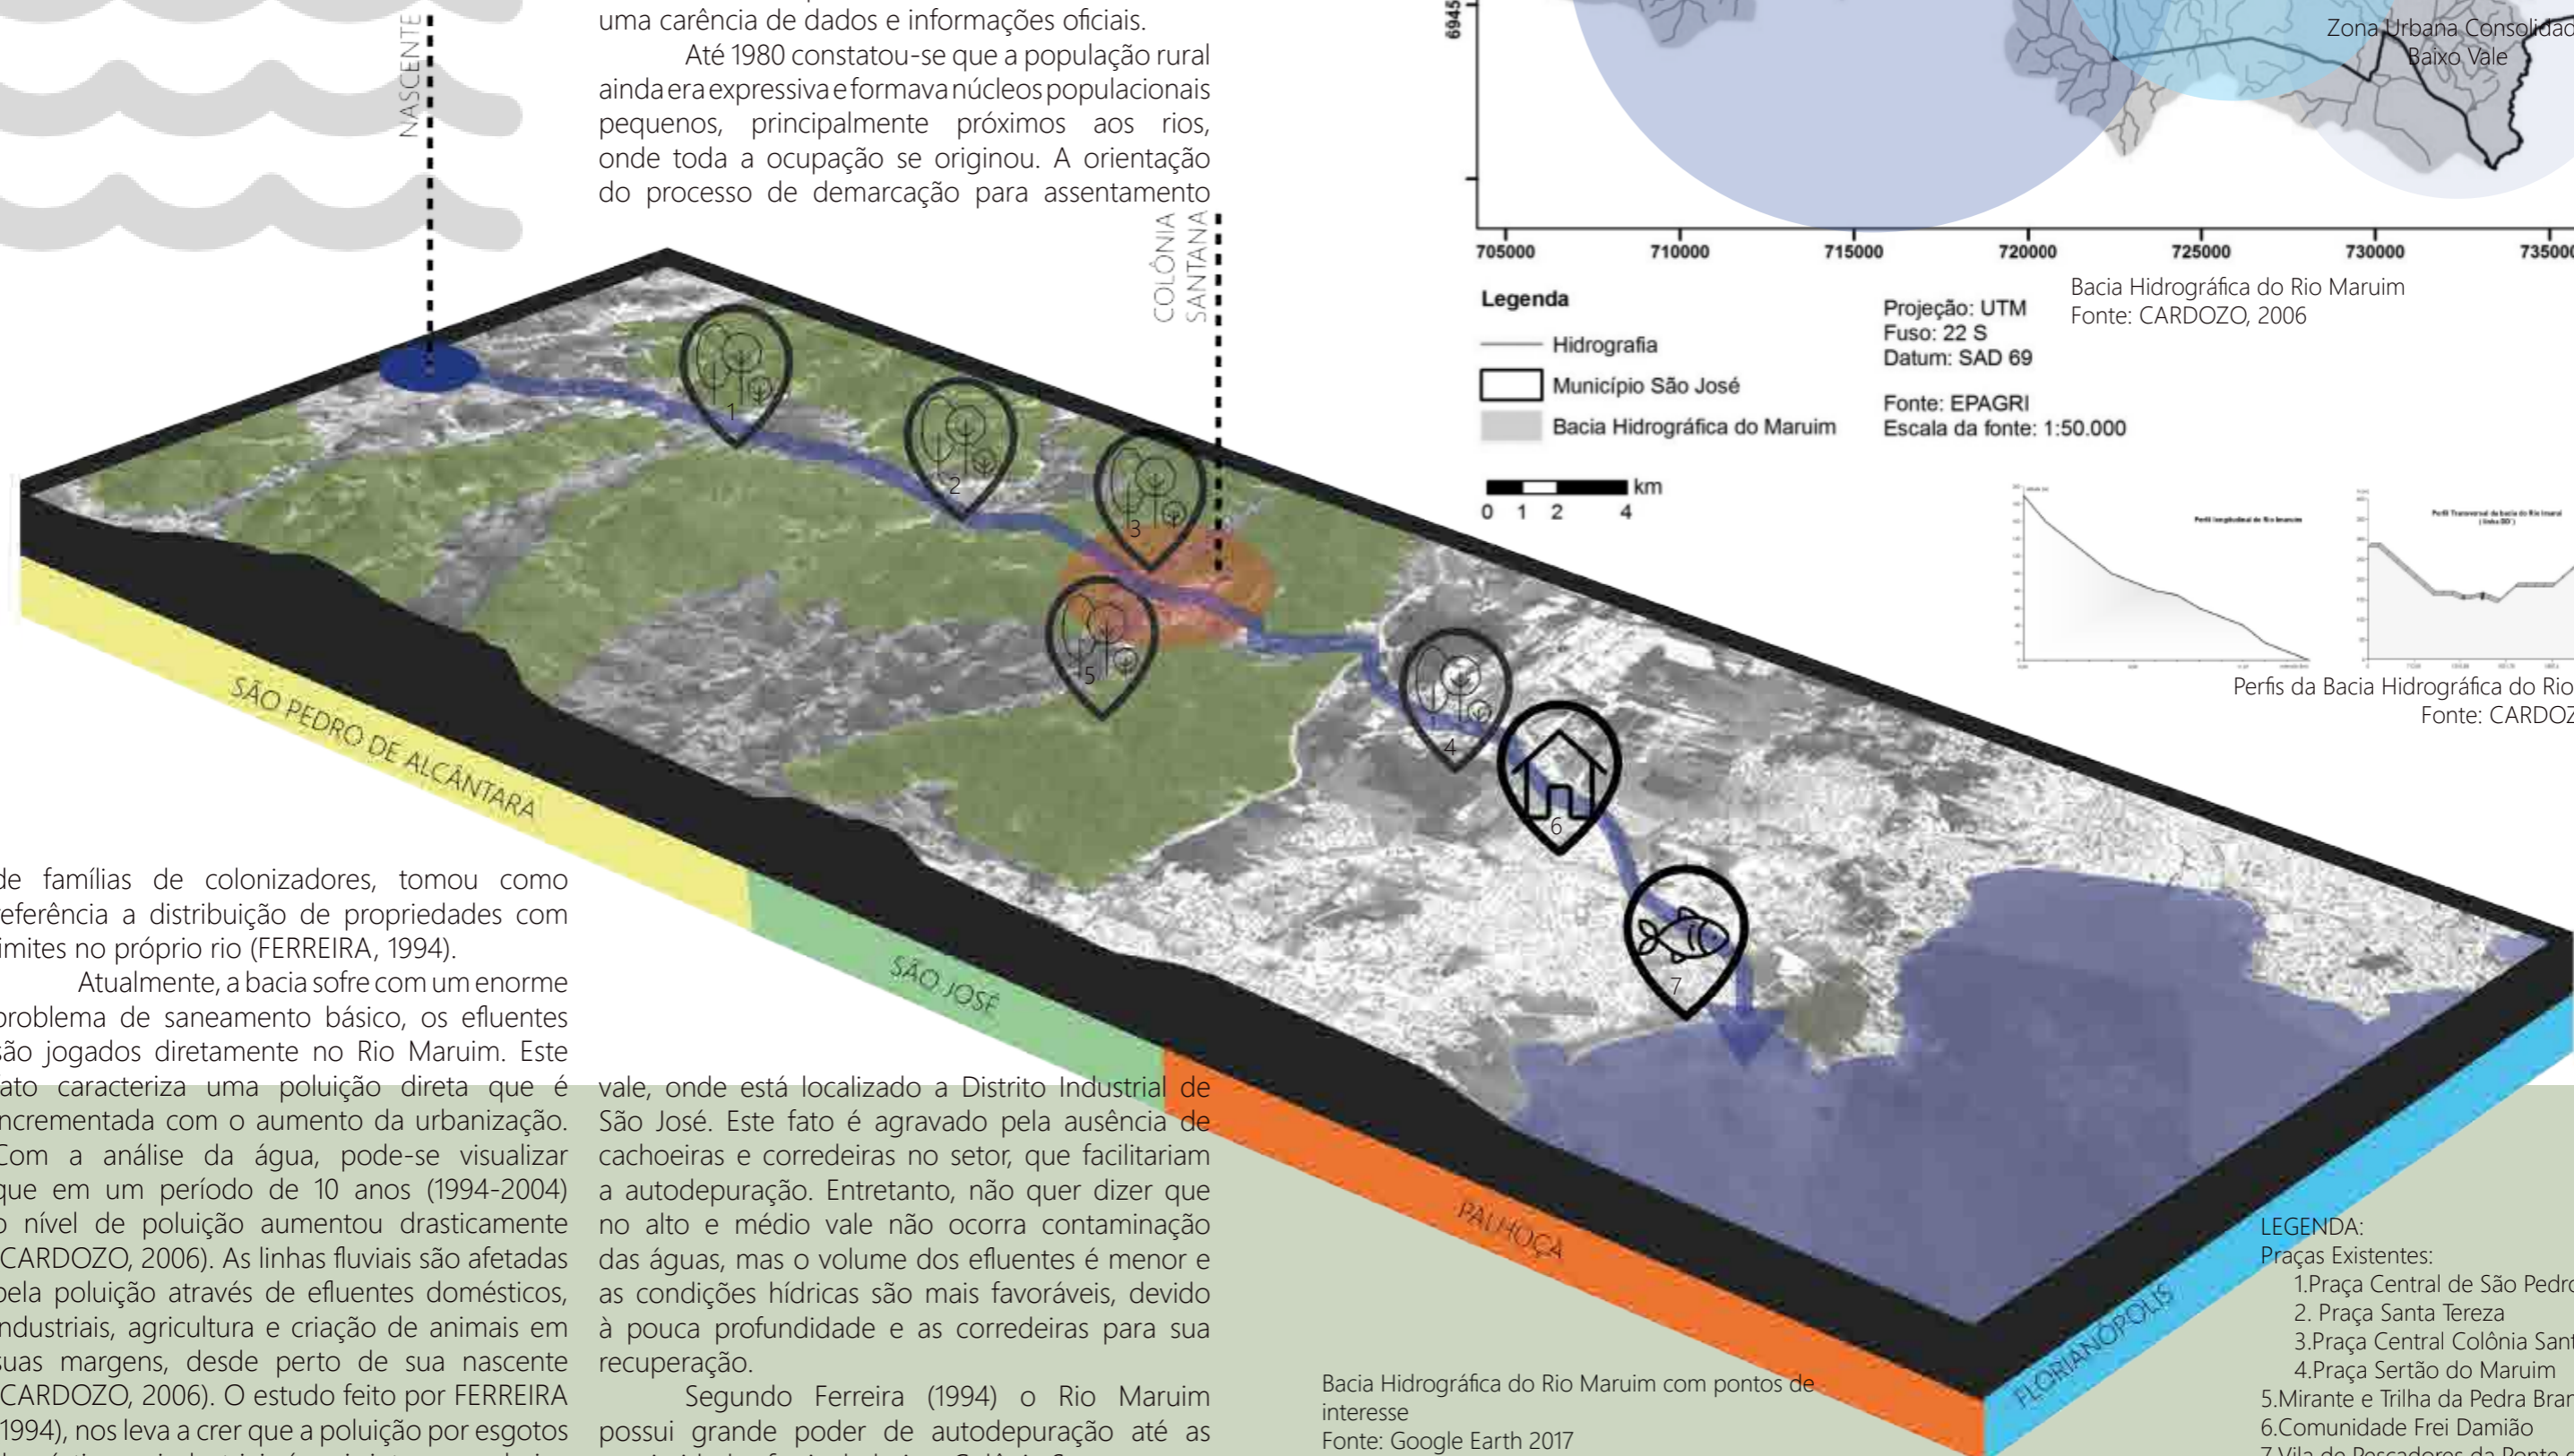 NASCENTE
uma carência de dados e informações oficiais.
Até 1980 constatou-se que a população rural
ainda era expressiva e formava núcleos populacionais
pequenos, principalmente próximos aos rios,
onde toda a ocupação se originou. A orientação
do processo de demarcação para assentamento
COLÔNIA
SANTANA
de famílias de colonizadores, tomou como
referência a distribuição de propriedades com
limites no próprio rio (FERREIRA, 1994).
Atualmente, a bacia sofre com um enorme
problema de saneamento básico, os efluentes
são jogados diretamente no Rio Maruim. Este
fato caracteriza uma poluição direta que é
incrementada com o aumento da urbanização.
Com a análise da água, pode-se visualizar
que em um período de 10 anos (1994-2004)
o nível de poluição aumentou drasticamente
(CARDOZO, 2006). As linhas fluviais são afetadas
pela poluição através de efluentes domésticos,
industriais, agricultura e criação de animais em
suas margens, desde perto de sua nascente
(CARDOZO, 2006). O estudo feito por FERREIRA
(1994), nos leva a crer que a poluição por esgotos
vale, onde está localizado a Distrito Industrial de
São José. Este fato é agravado pela ausência de
cachoeiras e corredeiras no setor, que facilitariam
a autodepuração. Entretanto, não quer dizer que
no alto e médio vale não ocorra contaminação
das águas, mas o volume dos efluentes é menor e
as condições hídricas são mais favoráveis, devido
à pouca profundidade e as corredeiras para sua
recuperação.
Segundo Ferreira (1994) o Rio Maruim
possui grande poder de autodepuração até as
1
2
3
5
4
6
7
SÃO PEDRO DE ALCÂNTARA
SÃO JOSÉ
PALHOÇA
FLORIANÓPOLIS
6945
Zona Urbana Consolidad
Baixo Vale
705000 710000 715000 720000 725000 730000 73500
Legenda
Hidrografia
Município São José
Bacia Hidrográfica do Maruim
km
0 1 2 4
Projeção: UTM
Fuso: 22 S
Datum: SAD 69
Fonte: EPAGRI
Escala da fonte: 1:50.000
Bacia Hidrográfica do Rio Maruim
Fonte: CARDOZO, 2006
Perfil longitudinal do Rio Imaruim
Perfis da Bacia Hidrográfica do Rio
Fonte: CARDOZ
Bacia Hidrográfica do Rio Maruim com pontos de
interesse
Fonte: Google Earth 2017
LEGENDA:
Praças Existentes:
1.Praça Central de São Pedro
2. Praça Santa Tereza
3.Praça Central Colônia Sant
4.Praça Sertão do Maruim
5.Mirante e Trilha da Pedra Bran
6.Comunidade Frei Damião
7.Vila de Pescadores da Ponte